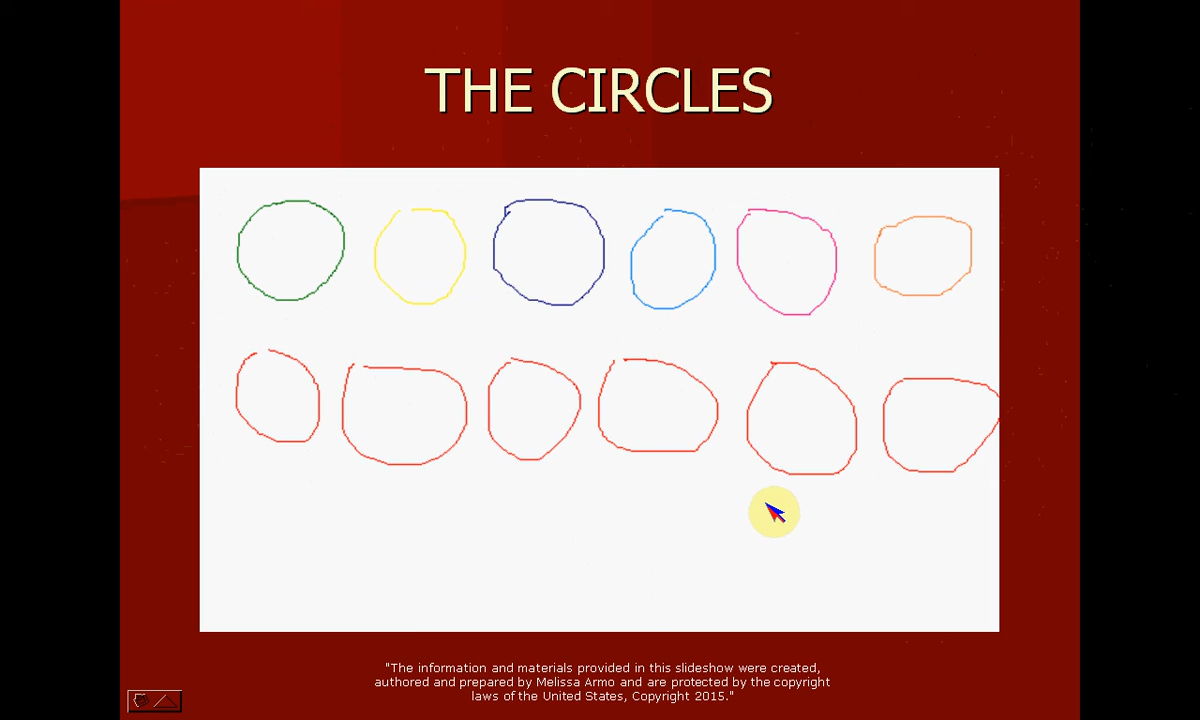 THE CIRCLES
"The information and materials provided in this slideshow were created,
authored and prepared by Melissa Armo and are protected by the copyright
laws of the United States, Copyright 2015."